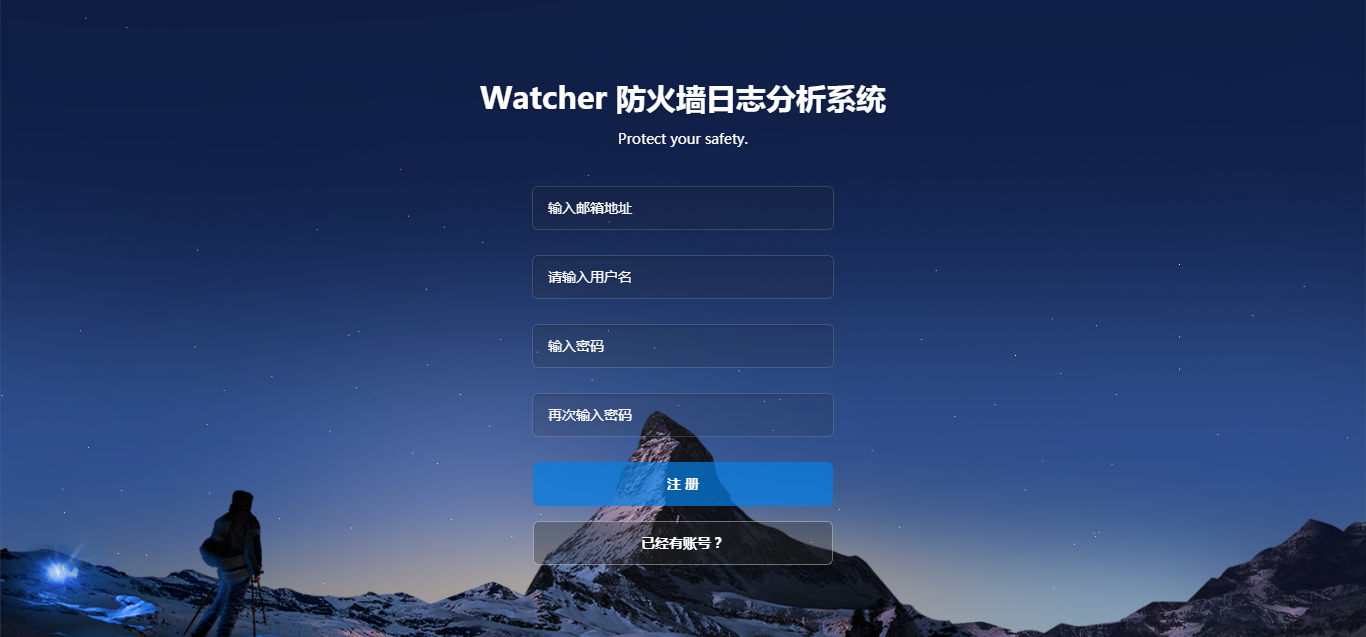 Watcher 防火墙日志分析系统
Protect your safety.
输入邮箱地址
请输入用户名
输入密码
再次输入密码
注 册
已经有账号？